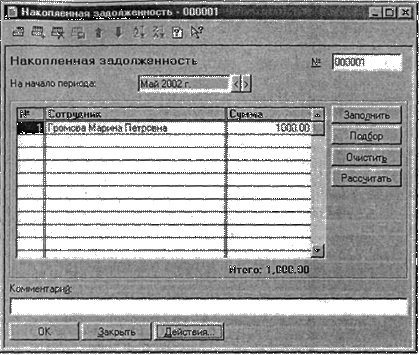 Накопленная задолженность - 000001
Накопленная задолженность № 000001
На начало периода: Май 2002 г.
№ Сотрудник Сумма
1 Громова Марина Петровна 1000.00
Заполнить
Подбор
Очистить
Рассчитать
Итого: 1,000.00
Комментарий:
OK Закрыть Действия...